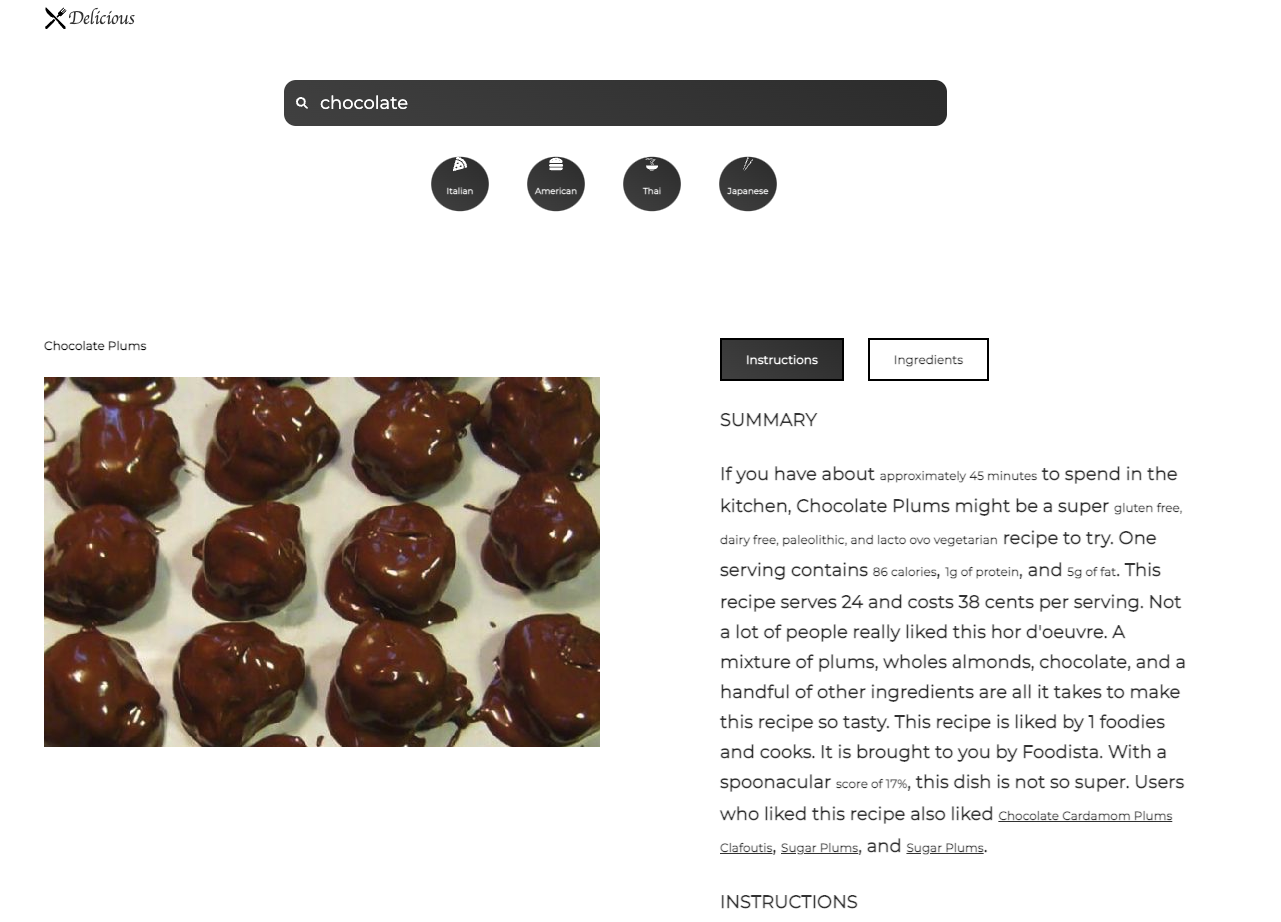 Delicious
chocolate
Italian
American
Thai
Japanese
Chocolate Plums
Instructions
Ingredients
SUMMARY
If you have about approximately 45 minutes to spend in the
kitchen, Chocolate Plums might be a super gluten free,
dairy free, paleolithic, and lacto ovo vegetarian recipe to try. One
serving contains 86 calories, 1g of protein, and 5g of fat. This
recipe serves 24 and costs 38 cents per serving. Not
a lot of people really liked this hor d'oeuvre. A
mixture of plums, wholes almonds, chocolate, and a
handful of other ingredients are all it takes to make
this recipe so tasty. This recipe is liked by 1 foodies
and cooks. It is brought to you by Foodista. With a
spoonacular score of 17%, this dish is not so super. Users
who liked this recipe also liked Chocolate Cardamom Plums
Clafoutis, Sugar Plums, and Sugar Plums.
INSTRUCTIONS